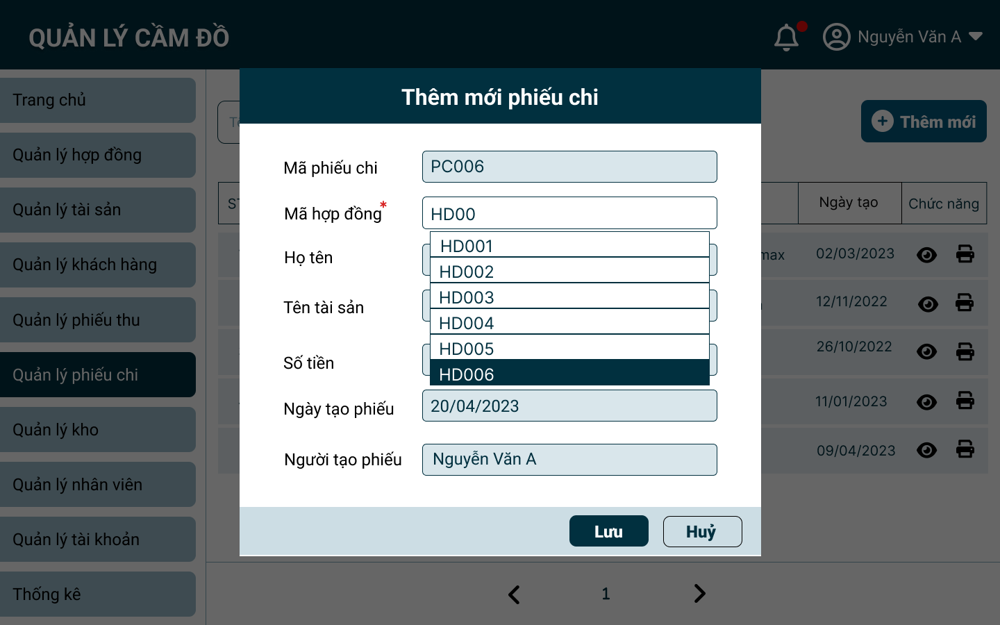 QUẢN LÝ CẦM ĐỒ
Nguyễn Văn A
Trang chủ
Quản lý hợp đồng
Quản lý tài sản
Quản lý khách hàng
Quản lý phiếu thu
Quản lý phiếu chi
Quản lý kho
Quản lý nhân viên
Quản lý tài khoản
Thống kê
Thêm mới
Ngày tạo
Chức năng
max
02/03/2023
12/11/2022
26/10/2022
11/01/2023
09/04/2023
Thêm mới phiếu chi
Mã phiếu chi
PC006
Mã hợp đồng*
HD00
HD001
HD002
HD003
HD004
HD005
HD006
Họ tên
Tên tài sản
Số tiền
Ngày tạo phiếu
20/04/2023
Người tạo phiếu
Nguyễn Văn A
Lưu
Huỷ
1